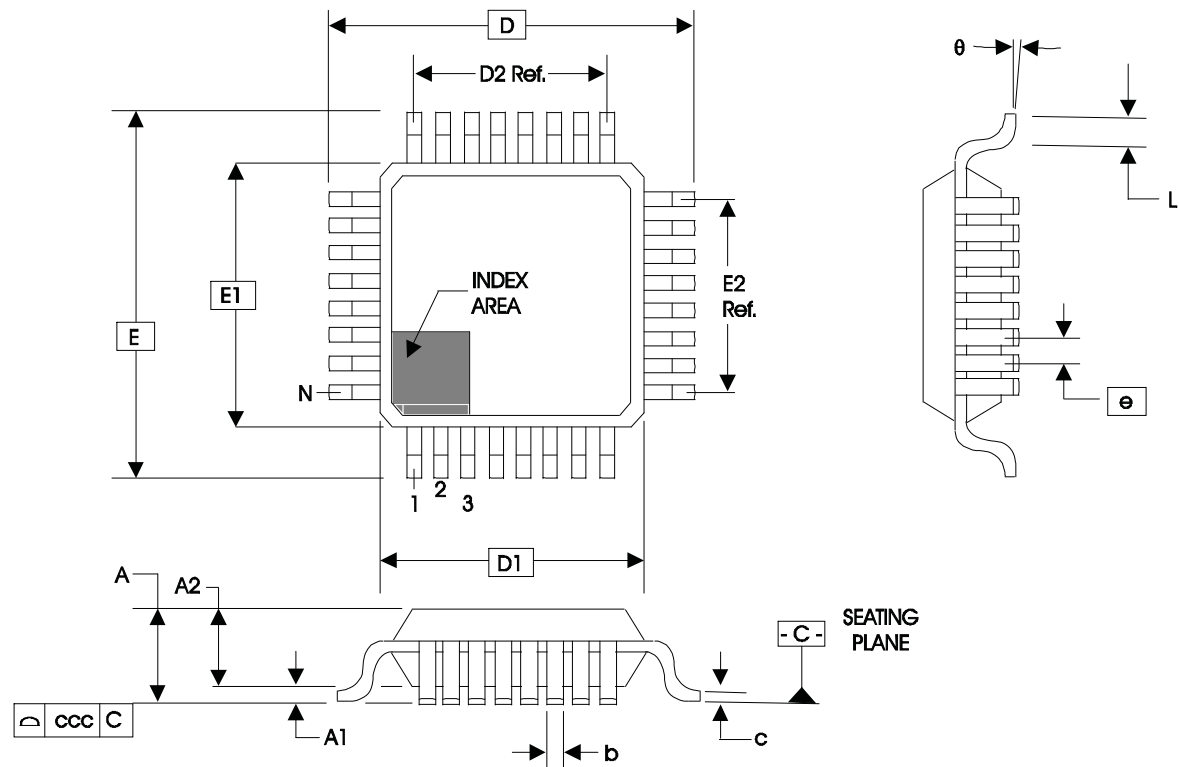 D
D2 Ref.
θ
L
INDEX
AREA
E2
Ref.
E1
E
N
e
1
2
3
D1
A
A2
SEATING
PLANE
- C -
ccc C
A1
b
c